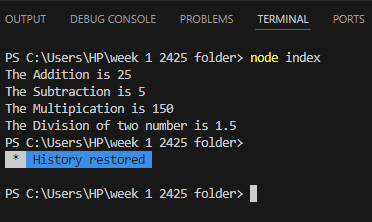 OUTPUT DEBUG CONSOLE TERMINAL PORTS
PS C:\Users\HP\week 1 2425 folder> node index
The Addition is 25
The Subtraction is 5
The Multipication is 150
The Division of two number is 1.5
PS C:\Users\HP\week 1 2425 folder>
* History restored
PS C:\Users\HP\week 1 2425 folder>